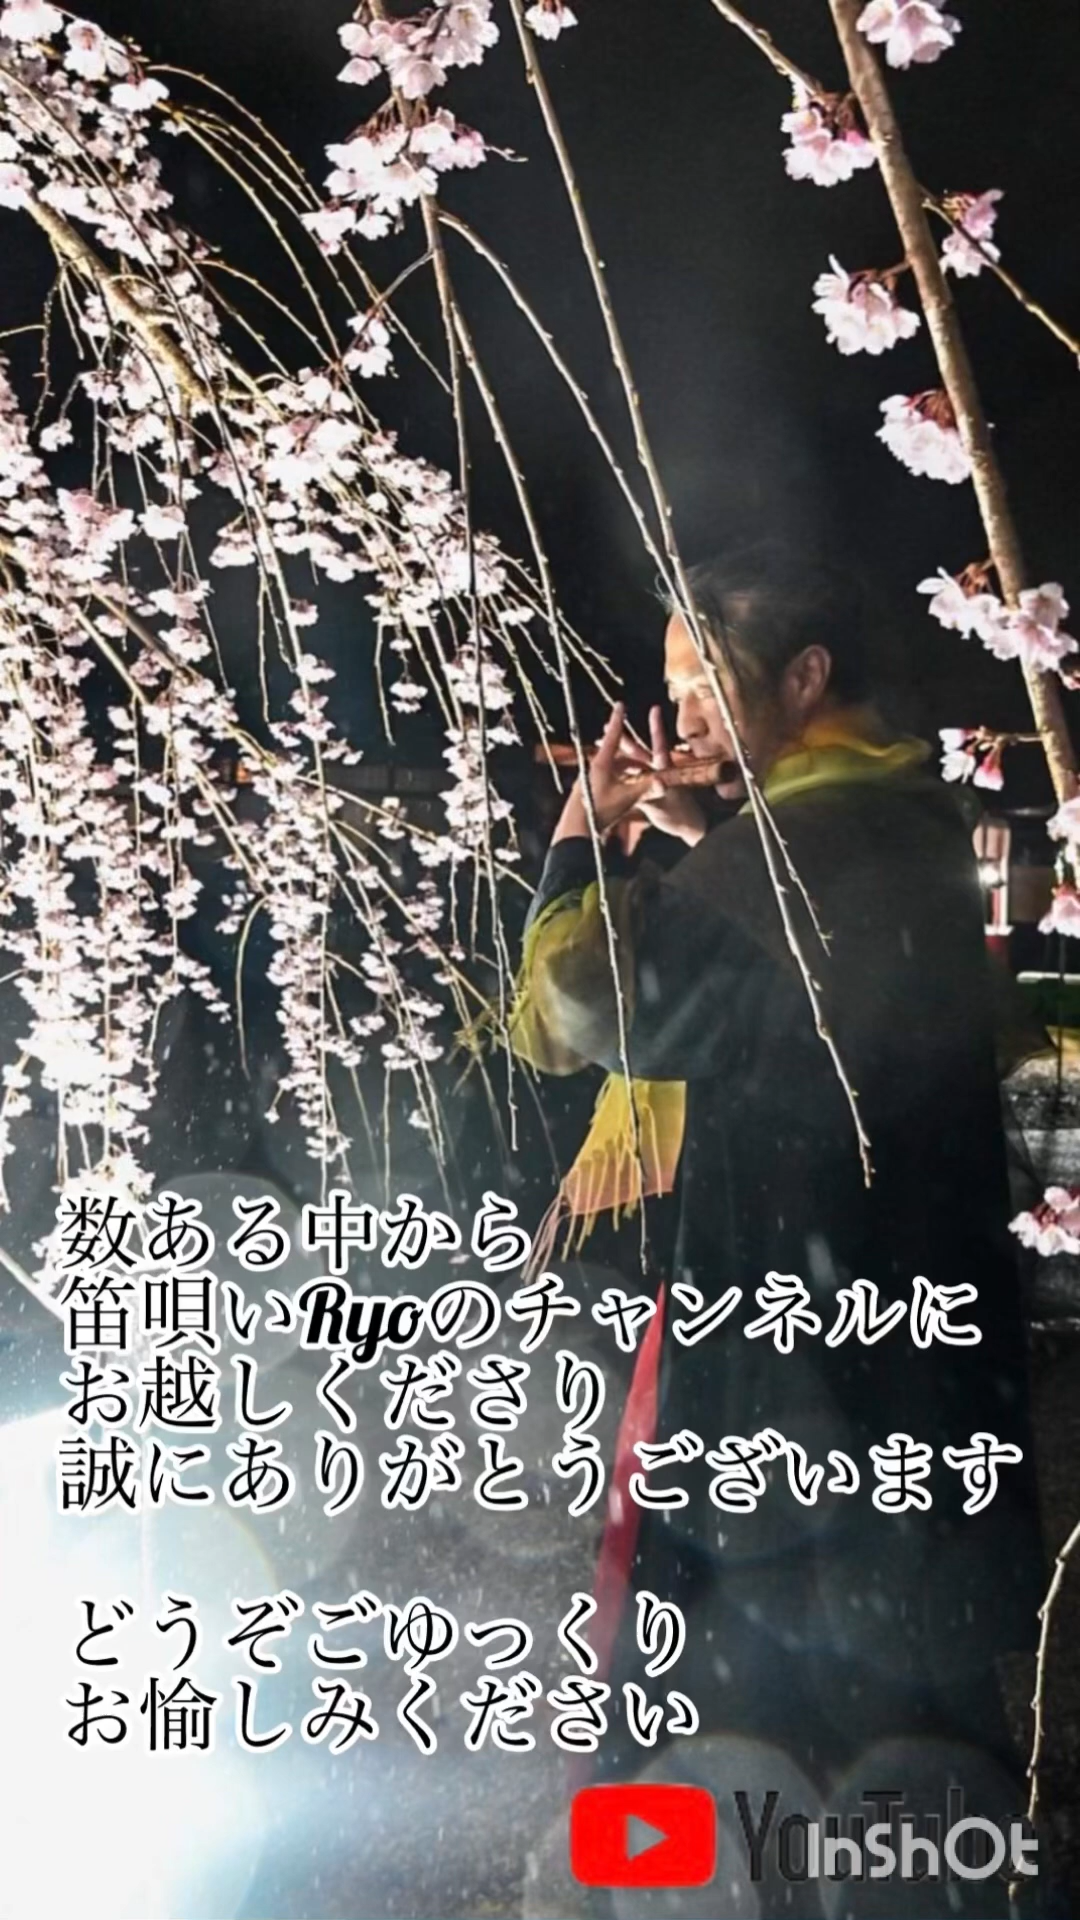 数ある中から
笛唄いRyoのチャンネルに
お越しくださり
誠にありがとうございます
どうぞごゆっくり
お愉しみください
YouTube
InShOt